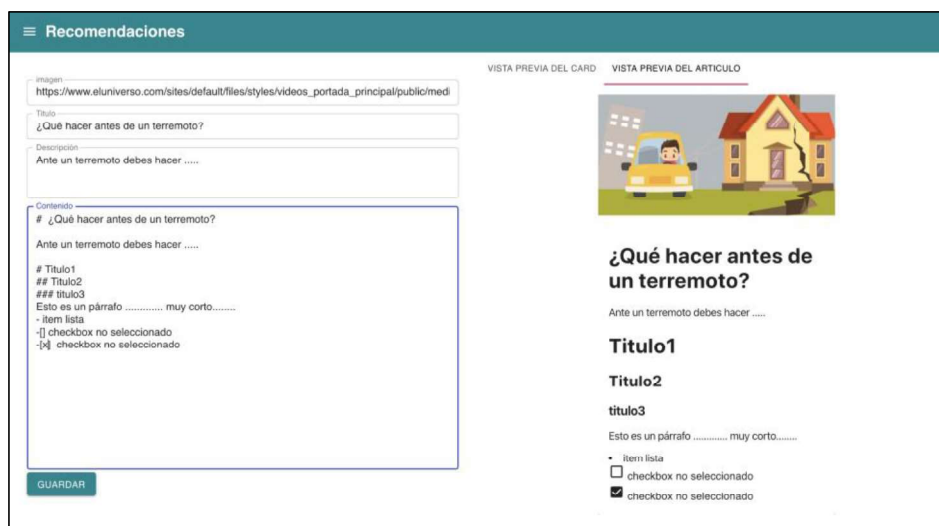 Recomendaciones
imagen
https://www.eluniverso.com/sites/default/files/styles/videos_portada_principal/public/medi
Titulo
¿Qué hacer antes de un terremoto?
Descripción
Ante un terremoto debes hacer .....
Contenido
# ¿Qué hacer antes de un terremoto?
Ante un terremoto debes hacer .....
# Titulo1
## Titulo2
### titulo3
Esto es un párrafo ............. muy corto........
- item lista
-[] checkbox no seleccionado
-[x] checkbox no seleccionado
GUARDAR
VISTA PREVIA DEL CARD VISTA PREVIA DEL ARTICULO
¿Qué hacer antes de
un terremoto?
Ante un terremoto debes hacer .....
Titulo1
Titulo2
titulo3
Esto es un párrafo ............. muy corto........
- item lista
checkbox no seleccionado
checkbox no seleccionado